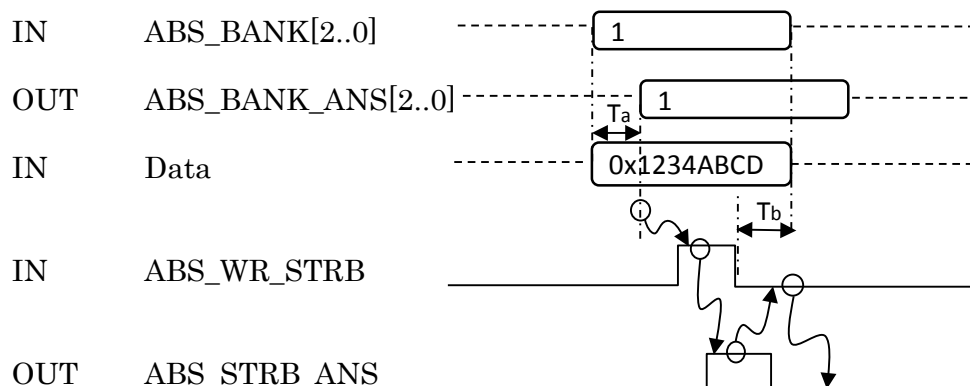 IN ABS_BANK[2..0] 1
OUT ABS_BANK_ANS[2..0] 1
Ta
IN Data 0x1234ABCD
Tb
IN ABS_WR_STRB
OUT ABS_STRB_ANS